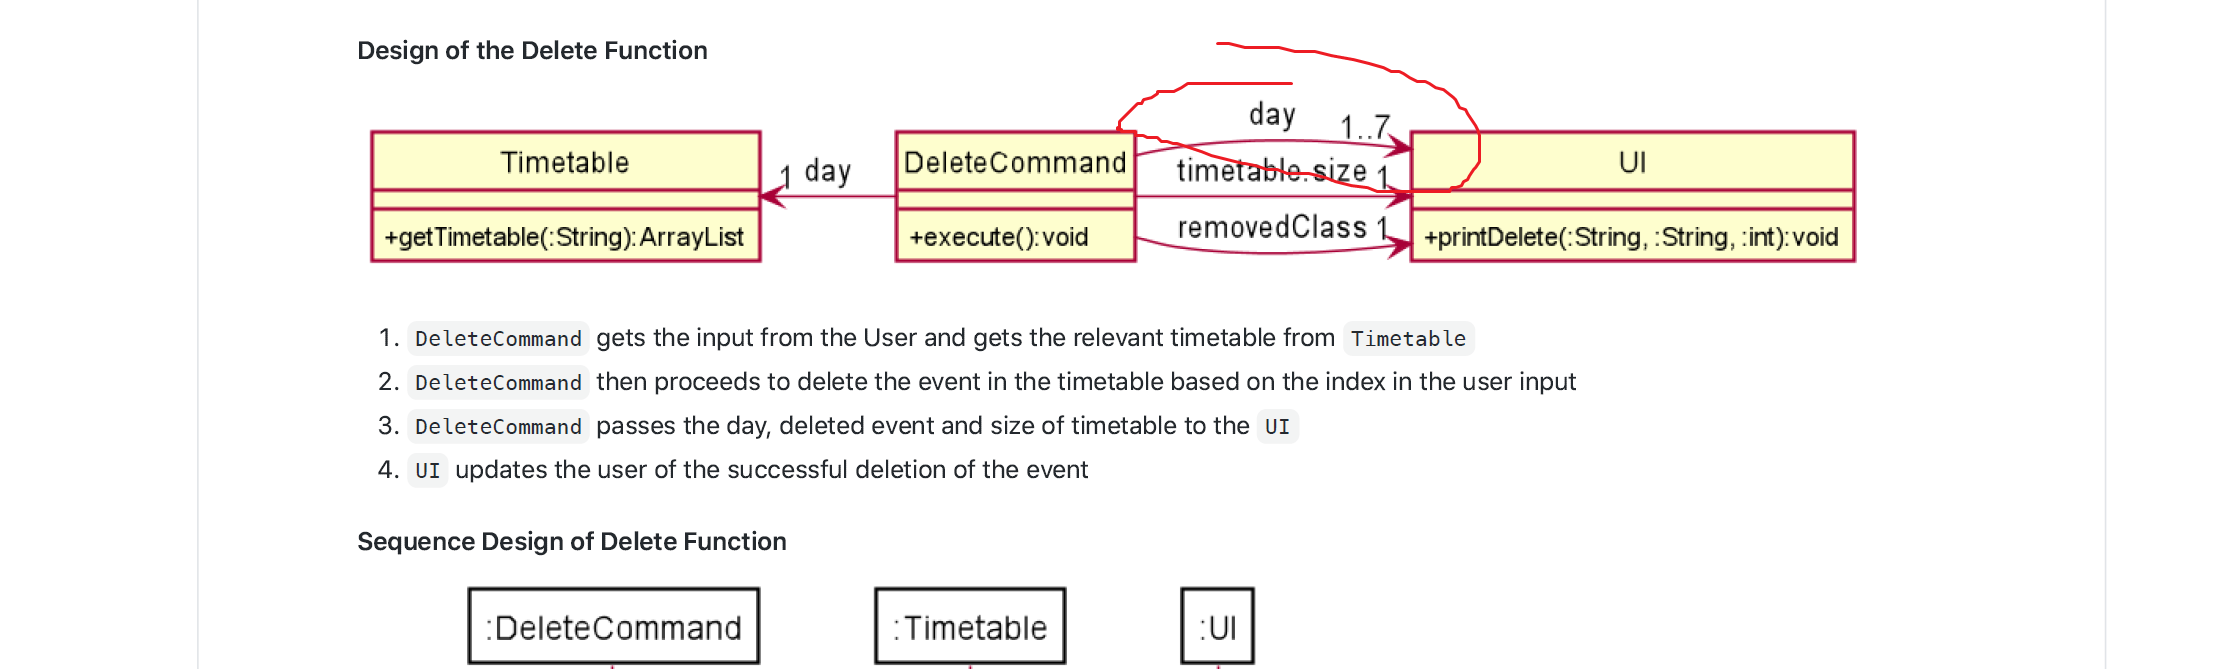 Design of the Delete Function
day
1..7
Timetable
1 day
DeleteCommand
timetable.size 1
UI
+getTimetable(:String):ArrayList
+execute():void
removedClass 1
+printDelete(:String, :String, :int):void
1. DeleteCommand gets the input from the User and gets the relevant timetable from Timetable
2. DeleteCommand then proceeds to delete the event in the timetable based on the index in the user input
3. DeleteCommand passes the day, deleted event and size of timetable to the UI
4. UI updates the user of the successful deletion of the event
Sequence Design of Delete Function
:DeleteCommand
:Timetable
:UI